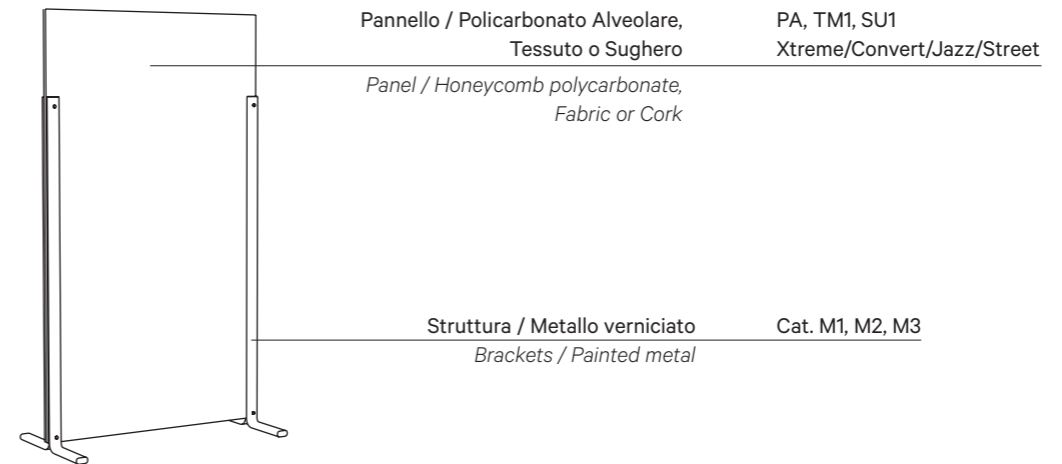 Pannello / Policarbonato Alveolare,
Tessuto o Sughero
PA, TM1, SU1
Xtreme/Convert/Jazz/Street
Panel / Honeycomb polycarbonate,
Fabric or Cork
Struttura / Metallo verniciato
Cat. M1, M2, M3
Brackets / Painted metal